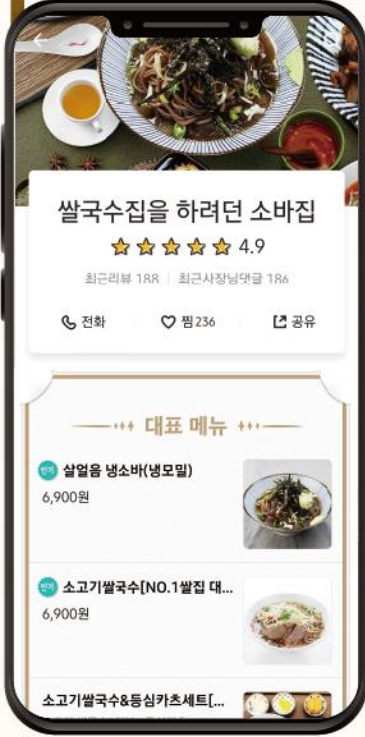 쌀국수집을 하려던 소바집
4.9
최근리뷰 188 | 최근사장님댓글 186
전화
찜 236
공유
대표 메뉴
인기 살얼음 냉소바(냉모밀)
6,900원
인기 소고기쌀국수[NO.1쌀집 대...
6,900원
소고기쌀국수&등심카츠세트[...